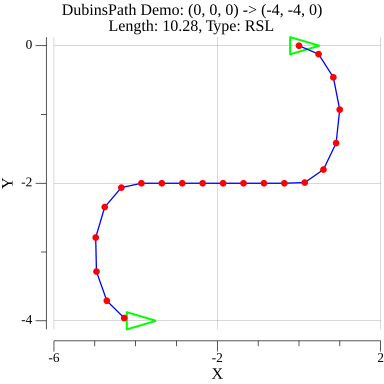 DubinsPath Demo: (0, 0, 0) -> (-4, -4, 0)
Length: 10.28, Type: RSL
0
-2
-4
Y
-6
-2
2
X